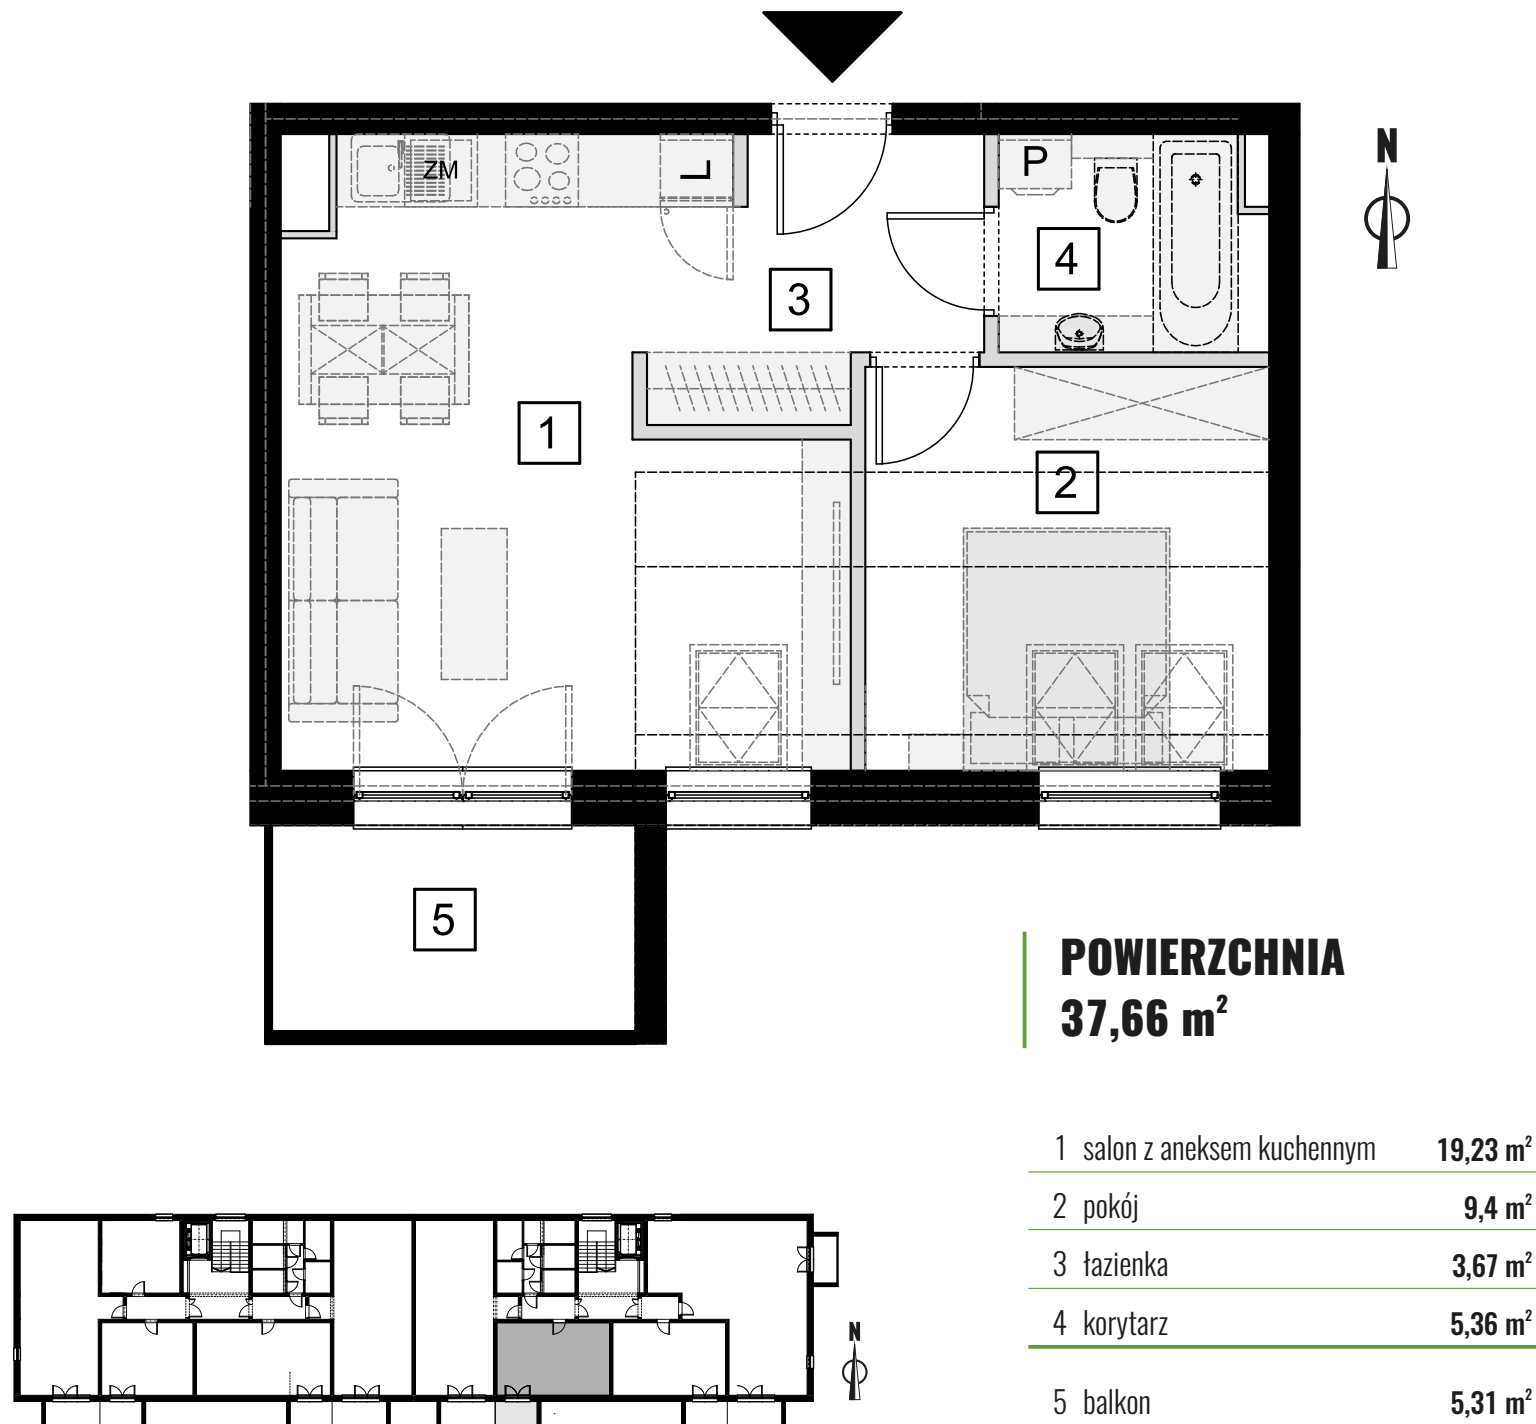 ZM
L
P
N
4
3
1
2
5
POWIERZCHNIA
37,66 m²
1 salon z aneksem kuchennym 19,23 m²
2 pokój 9,4 m²
3 łazienka 3,67 m²
4 korytarz 5,36 m²
5 balkon 5,31 m²
N